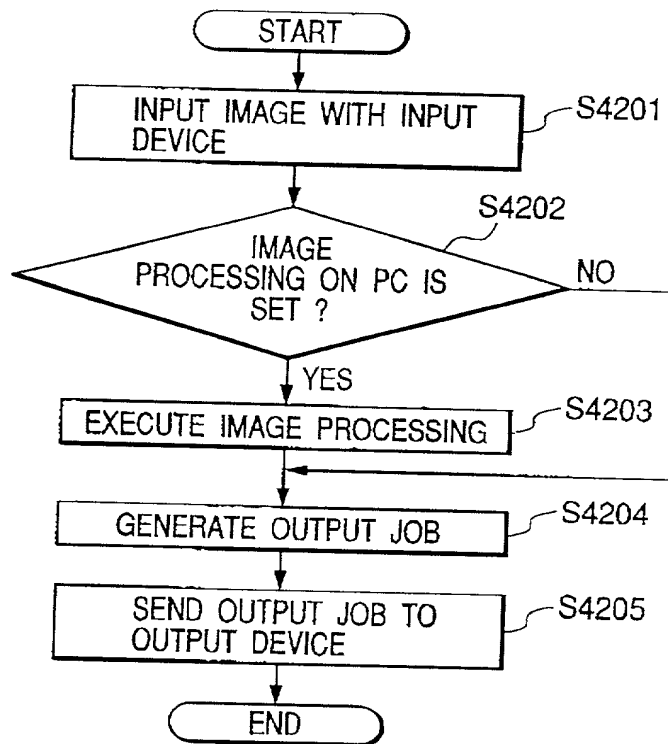 START
INPUT IMAGE WITH INPUT
DEVICE
S4201
S4202
IMAGE
PROCESSING ON PC IS
SET ?
NO
YES
S4203
EXECUTE IMAGE PROCESSING
S4204
GENERATE OUTPUT JOB
SEND OUTPUT JOB TO
OUTPUT DEVICE
S4205
END